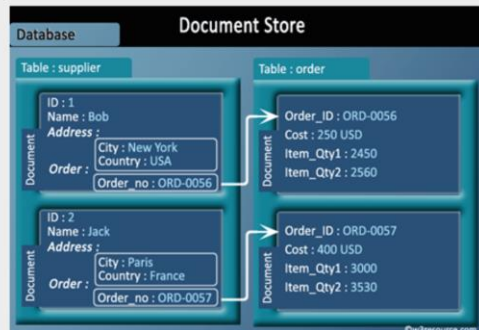 Document Store
Database
Table : supplier
Document
ID : 1
Name : Bob
Address :
City : New York
Country : USA
Order :
Order_no : ORD-0056
Document
ID : 2
Name : Jack
Address :
City : Paris
Country : France
Order :
Order_no : ORD-0057
Table : order
Document
Order_ID : ORD-0056
Cost : 250 USD
Item_Qty1 : 2450
Item_Qty2 : 2560
Document
Order_ID : ORD-0057
Cost : 400 USD
Item_Qty1 : 3000
Item_Qty2 : 3530
©w3resource.com